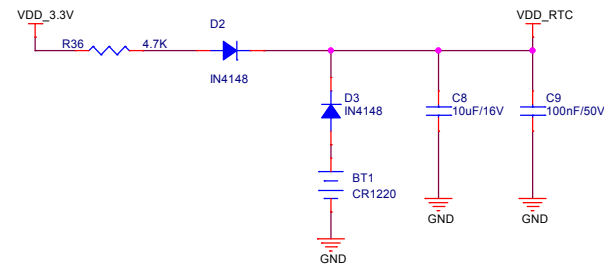 VDD_3.3V
VDD_RTC
D2
R36
4.7K
IN4148
D3
IN4148
C8
10uF/16V
C9
100nF/50V
BT1
CR1220
GND
GND
GND